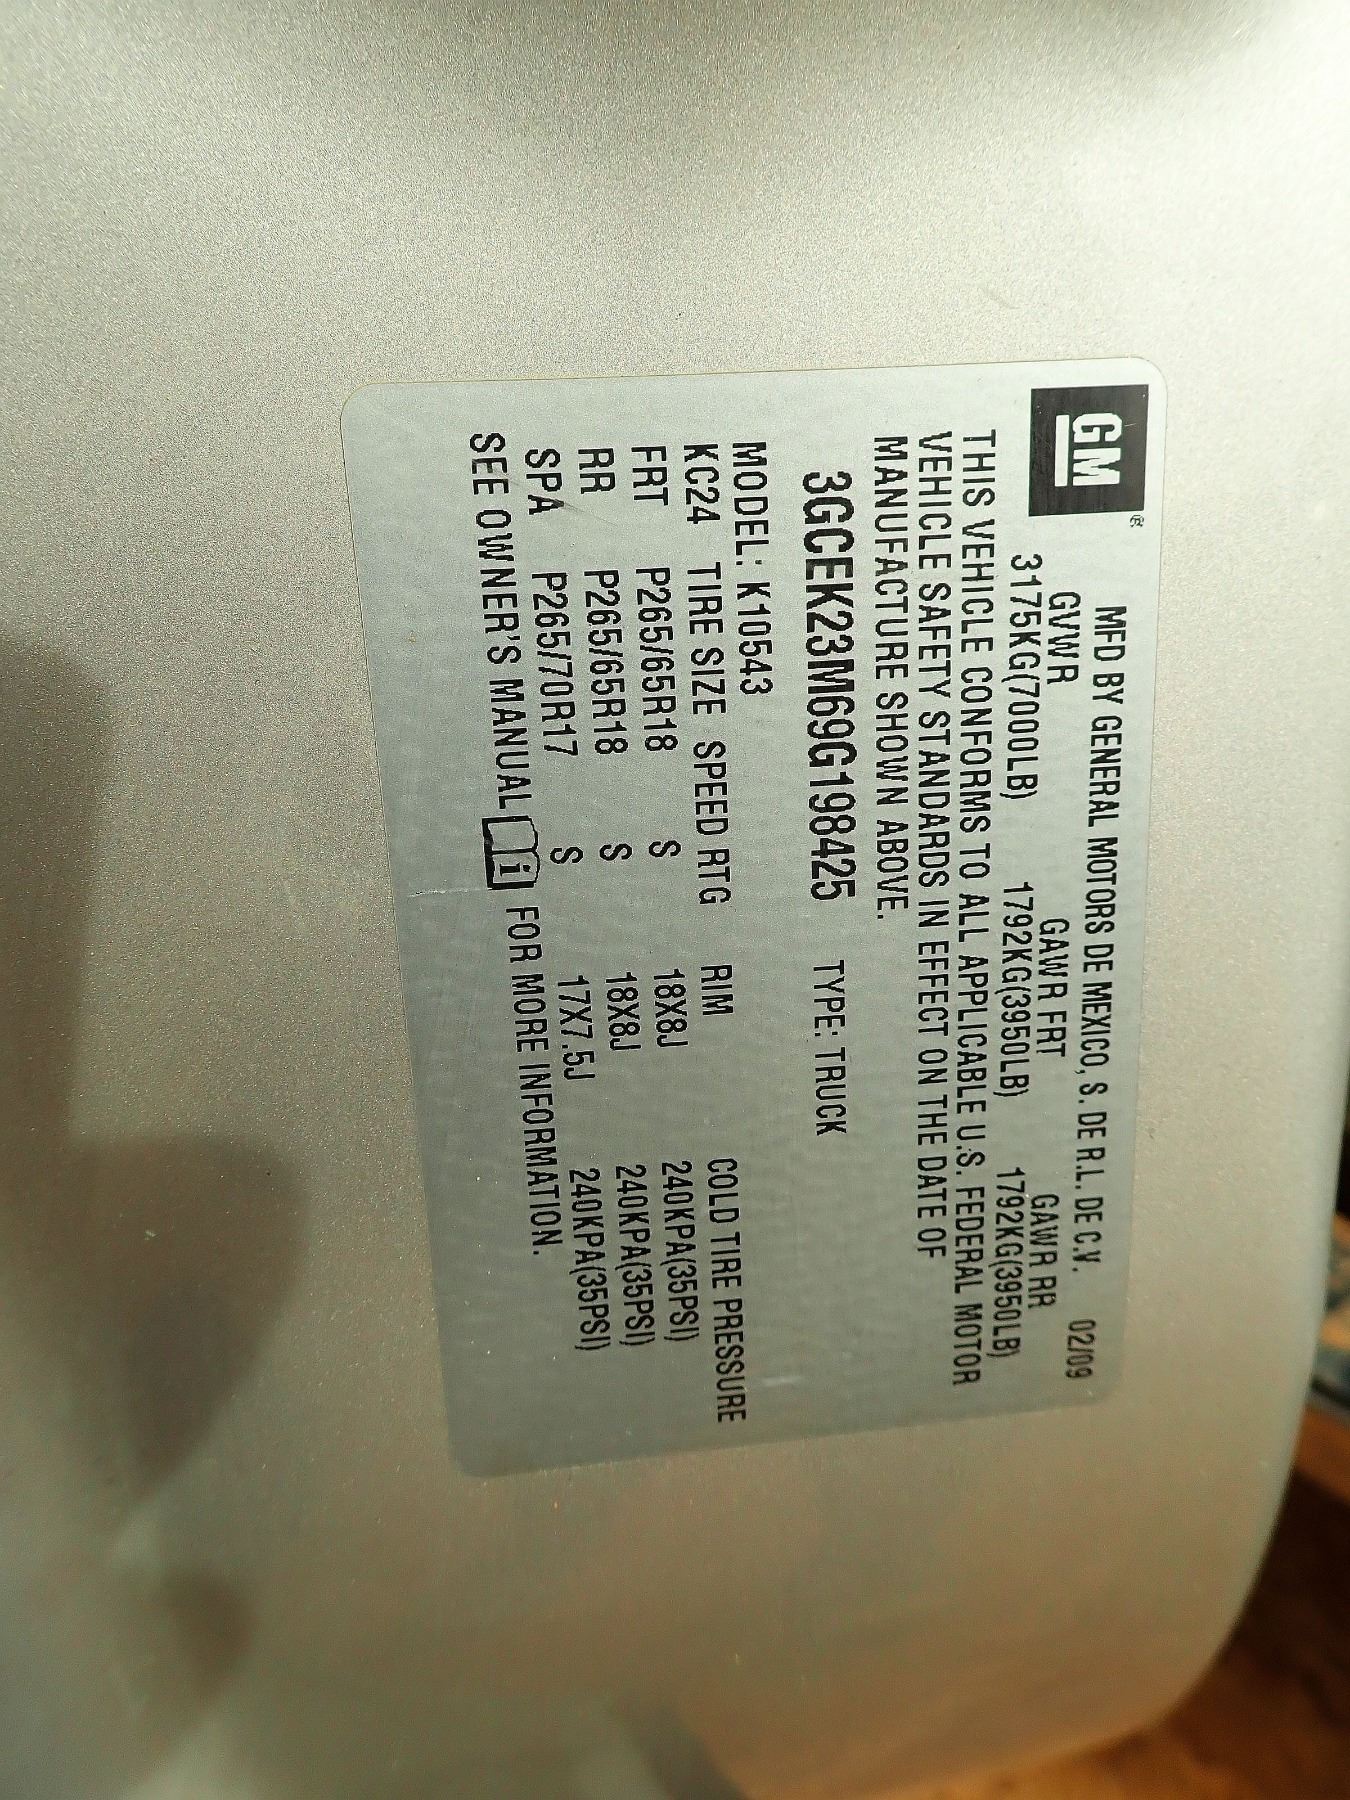 GM®
MFD BY GENERAL MOTORS DE MEXICO, S. DE R.L. DE C.V. 02/09
GVWR GAWR FRT GAWR RR
3175KG(7000LB) 1792KG(3950LB) 1792KG(3950LB)
THIS VEHICLE CONFORMS TO ALL APPLICABLE U.S. FEDERAL MOTOR
VEHICLE SAFETY STANDARDS IN EFFECT ON THE DATE OF
MANUFACTURE SHOWN ABOVE.
3GCEK23M69G198425 TYPE: TRUCK
MODEL: K10543
KC24 TIRE SIZE SPEED RTG RIM COLD TIRE PRESSURE
FRT P265/65R18 S 18X8J 240KPA(35PSI)
RR P265/65R18 S 18X8J 240KPA(35PSI)
SPA P265/70R17 S 17X7.5J 240KPA(35PSI)
SEE OWNER'S MANUAL i FOR MORE INFORMATION.